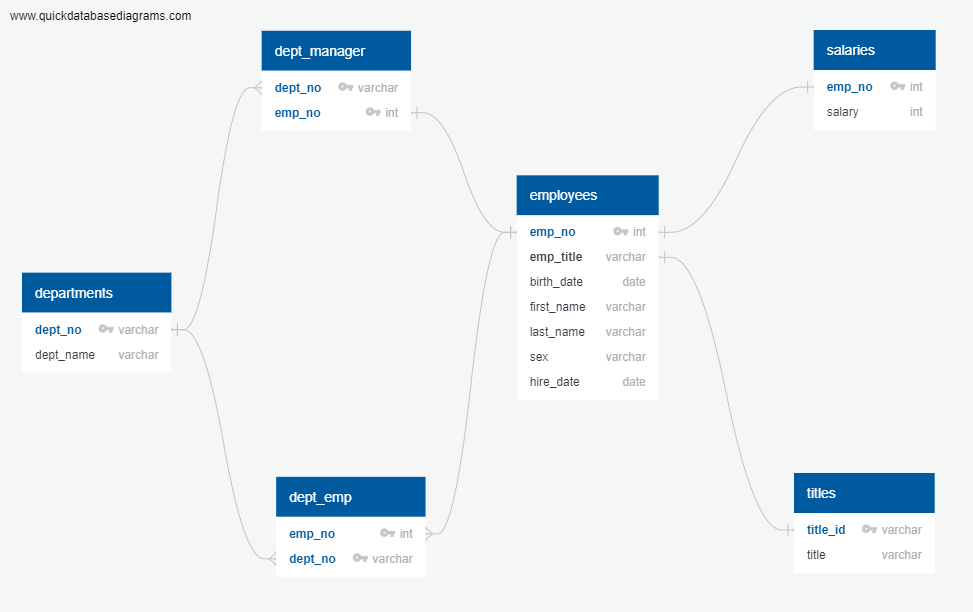 www.quickdatabasediagrams.com
dept_manager
dept_no varchar
emp_no int
salaries
emp_no int
salary int
employees
emp_no int
emp_title varchar
birth_date date
first_name varchar
last_name varchar
sex varchar
hire_date date
departments
dept_no varchar
dept_name varchar
dept_emp
emp_no int
dept_no varchar
titles
title_id varchar
title varchar